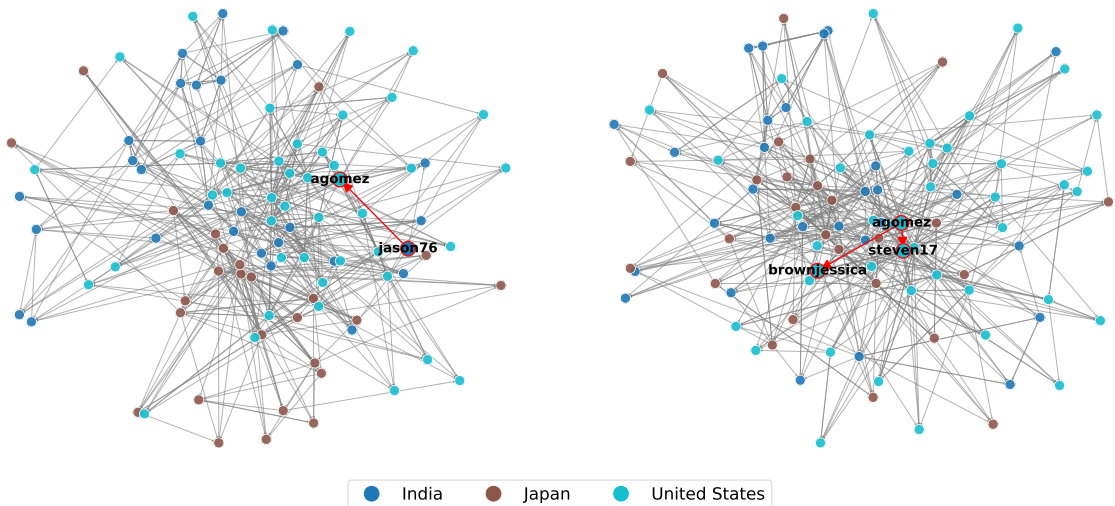 agomez
jason76
agomez
steven17
brownjessica
India
Japan
United States